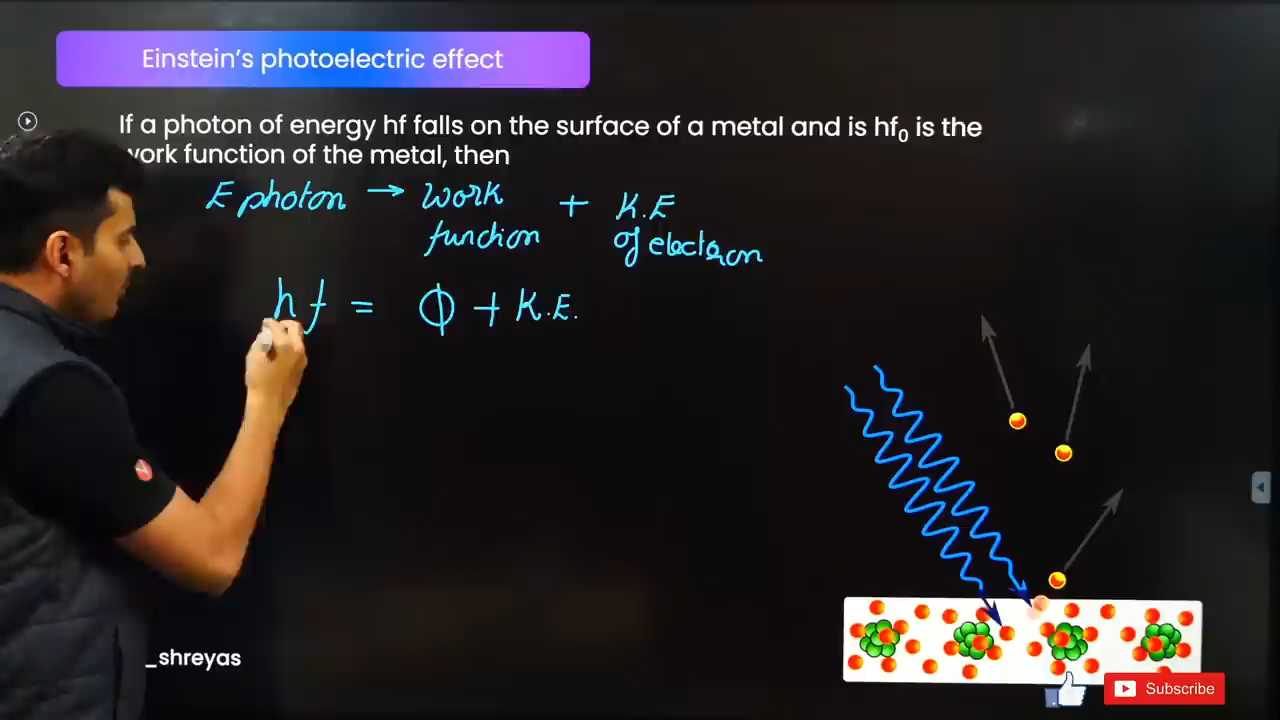 Einstein's photoelectric effect
If a photon of energy hf falls on the surface of a metal and is hf₀ is the
work function of the metal, then
E photon → work function + K.E of electron
hf = Φ + K.E.
_shreyas
Subscribe